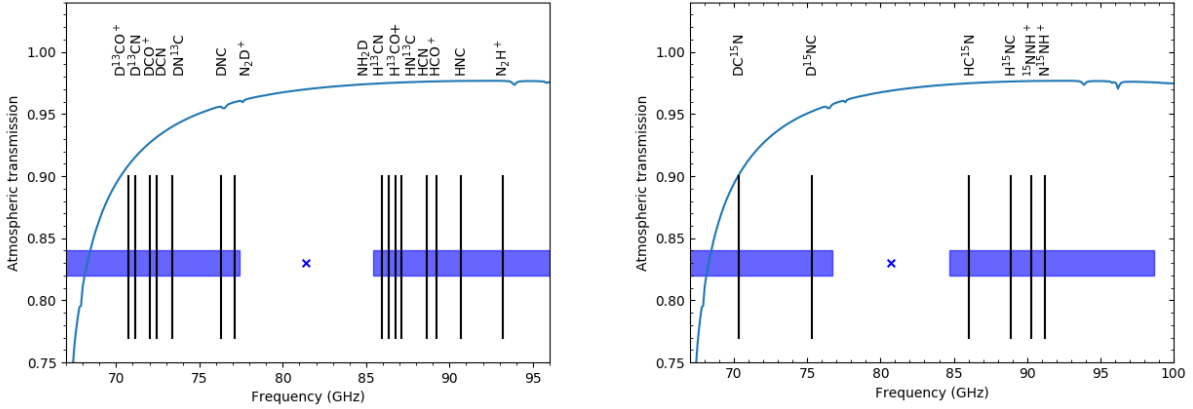 D¹³CO⁺
D¹³CN
DCO⁺
DCN
DN¹³C
DNC
N₂D⁺
NH₂D
H¹³CN
H¹³CO+
HN¹³C
HCN
HCO⁺
HNC
N₂H⁺
1.00
0.95
0.90
0.85
0.80
0.75
Atmospheric transmission
70 75 80 85 90 95
Frequency (GHz)
DC¹⁵N
D¹⁵NC
HC¹⁵N
H¹⁵NC
¹⁵NNH⁺
N¹⁵NH⁺
1.00
0.95
0.90
0.85
0.80
0.75
Atmospheric transmission
70 75 80 85 90 95 100
Frequency (GHz)